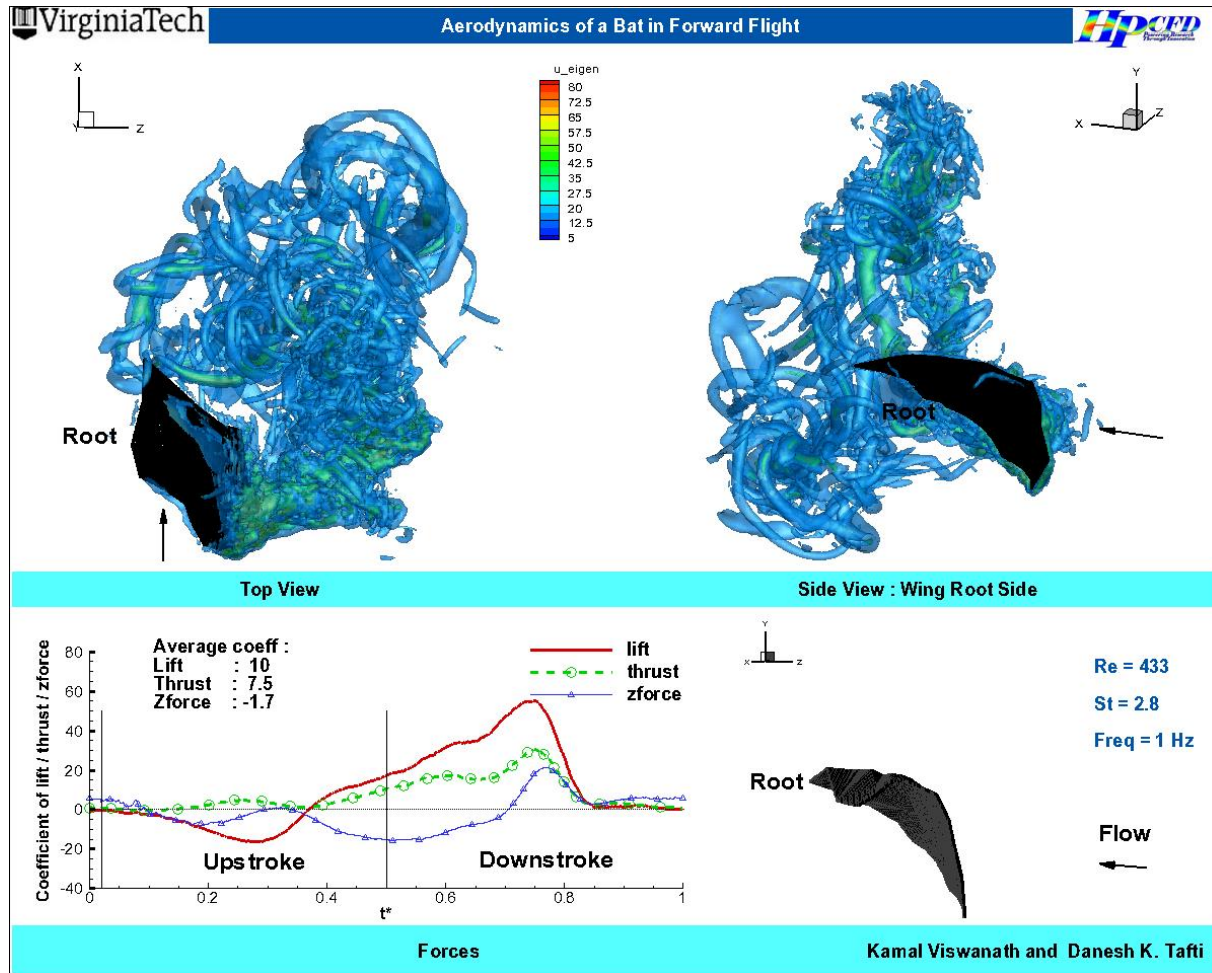 VirginiaTech
Aerodynamics of a Bat in Forward Flight
HPCFD
Powering Research
Through Innovation
X
Y
Z
u_eigen
80
72.5
65
57.5
50
42.5
35
27.5
20
12.5
5
Y
X
Z
Root
Root
Top View
Side View : Wing Root Side
Coefficient of lift / thrust / zforce
80
60
40
20
0
-20
-40
Average coeff :
Lift : 10
Thrust : 7.5
Zforce : -1.7
lift
thrust
zforce
Upstroke
Downstroke
0
0.2
0.4
0.6
0.8
1
t*
Y
X
Z
Root
Re = 433
St = 2.8
Freq = 1 Hz
Flow
Forces
Kamal Viswanath and Danesh K. Tafti